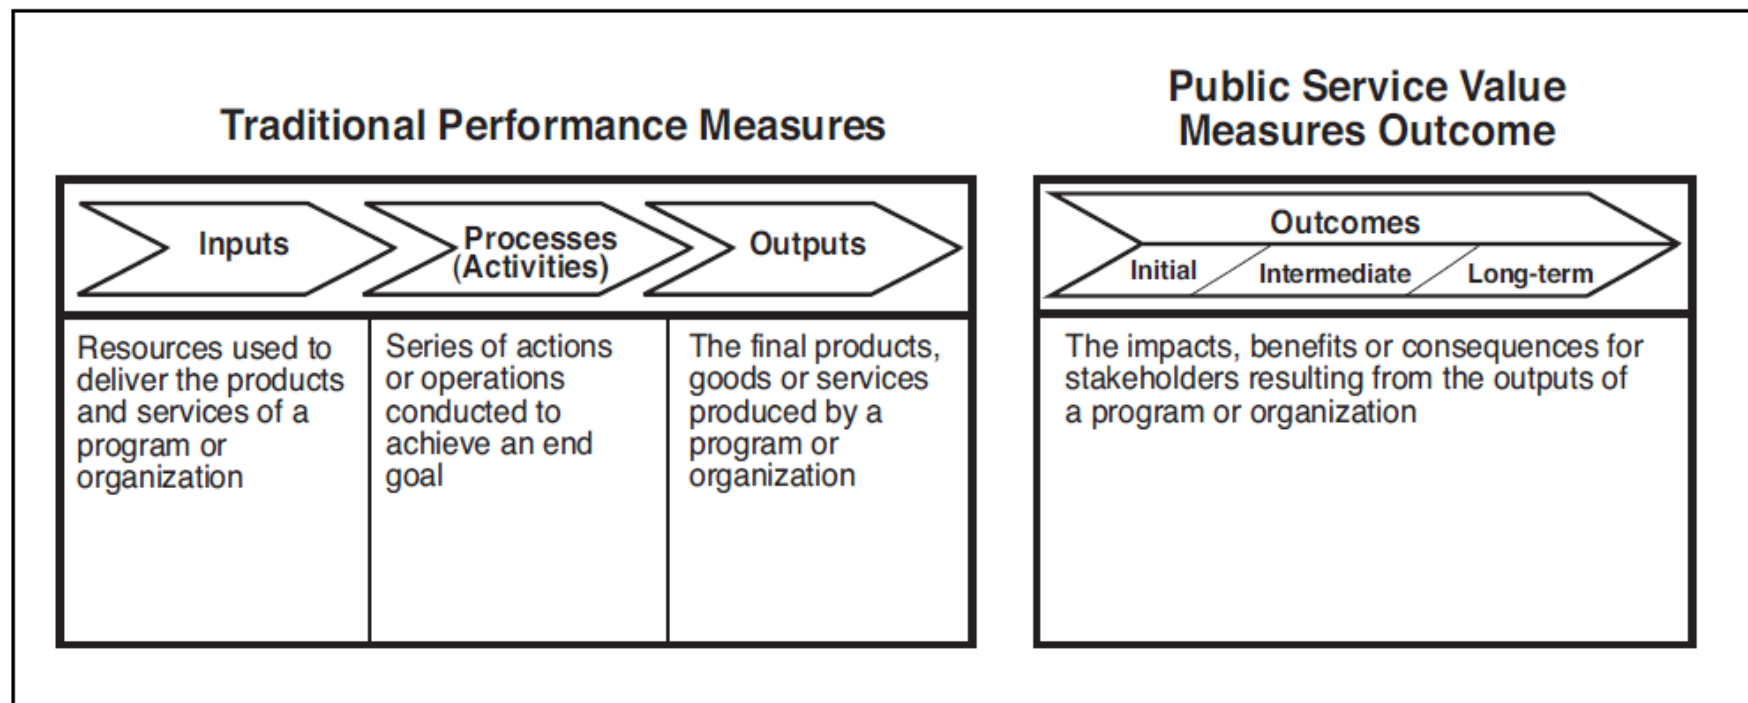 Traditional Performance Measures
Inputs
Processes
(Activities)
Outputs
Resources used to
deliver the products
and services of a
program or
organization
Series of actions
or operations
conducted to
achieve an end
goal
The final products,
goods or services
produced by a
program or
organization
Public Service Value
Measures Outcome
Outcomes
Initial
Intermediate
Long-term
The impacts, benefits or consequences for
stakeholders resulting from the outputs of
a program or organization